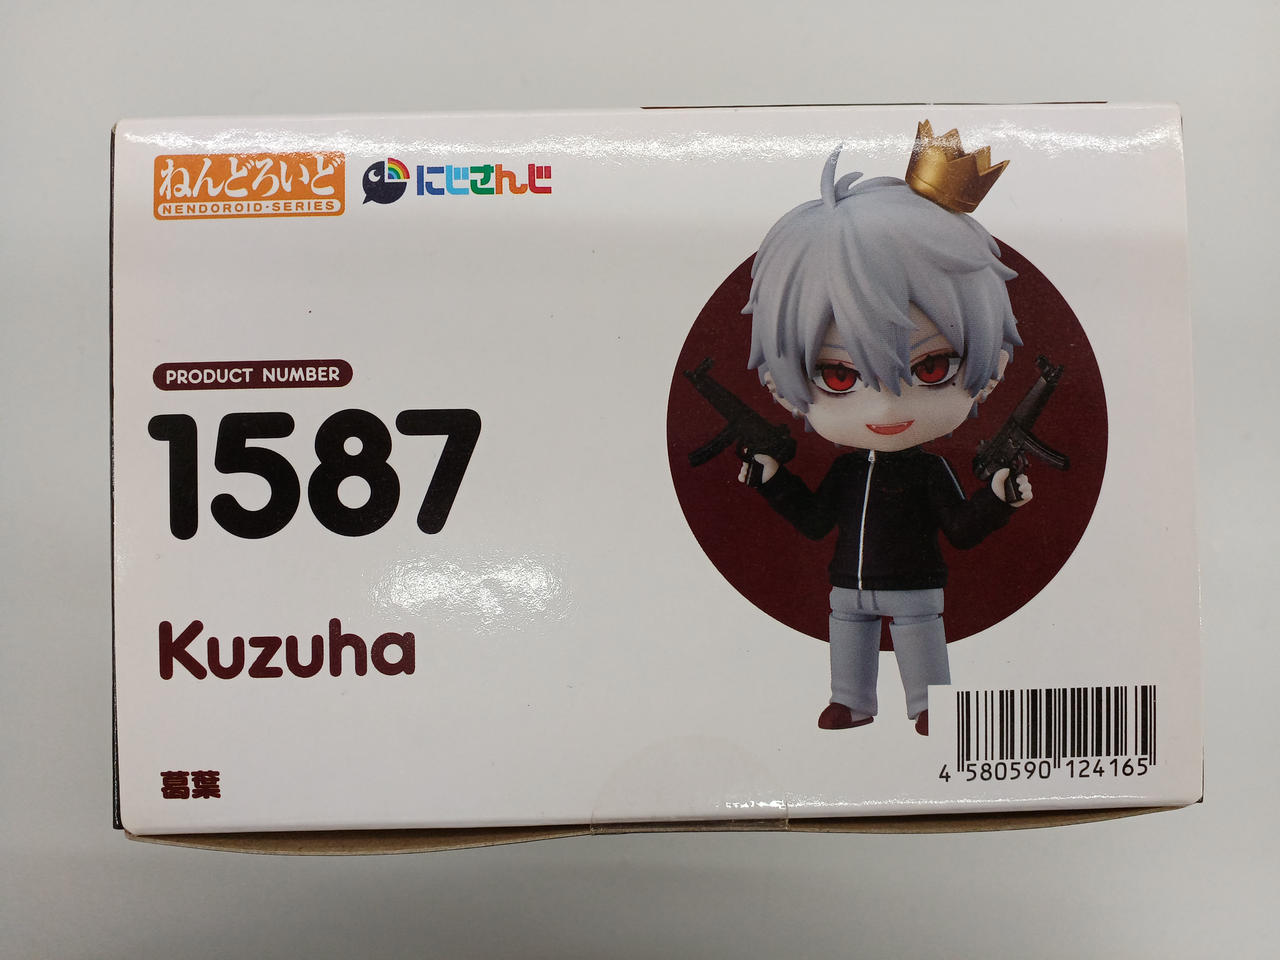 ねんどろいど
NENDOROID·SERIES
にじさんじ
PRODUCT NUMBER
1587
Kuzuha
葛葉
4 580590 124165